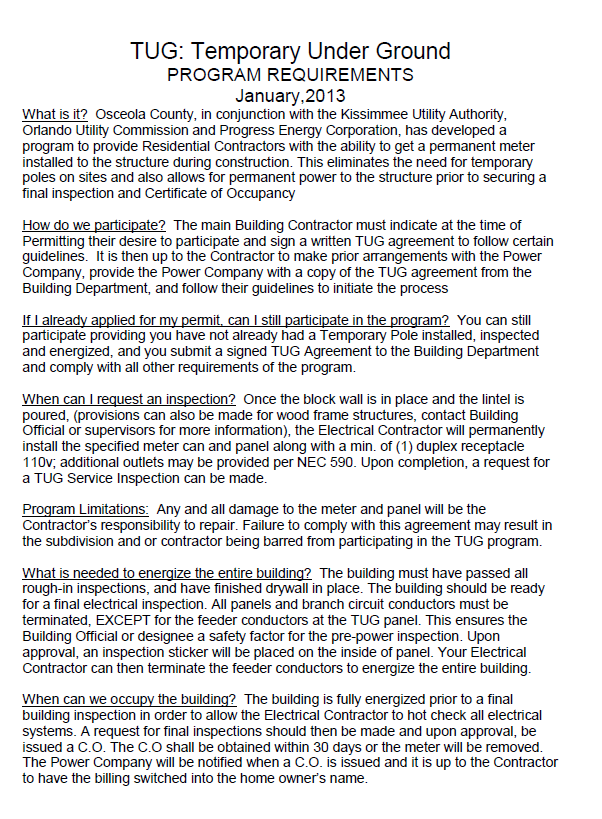 TUG: Temporary Under Ground
PROGRAM REQUIREMENTS
January,2013
What is it?  Osceola County, in conjunction with the Kissimmee Utility Authority,
Orlando Utility Commission and Progress Energy Corporation, has developed a
program to provide Residential Contractors with the ability to get a permanent meter
installed to the structure during construction. This eliminates the need for temporary
poles on sites and also allows for permanent power to the structure prior to securing a
final inspection and Certificate of Occupancy
How do we participate?  The main Building Contractor must indicate at the time of
Permitting their desire to participate and sign a written TUG agreement to follow certain
guidelines.  It is then up to the Contractor to make prior arrangements with the Power
Company, provide the Power Company with a copy of the TUG agreement from the
Building Department, and follow their guidelines to initiate the process
If I already applied for my permit, can I still participate in the program?  You can still
participate providing you have not already had a Temporary Pole installed, inspected
and energized, and you submit a signed TUG Agreement to the Building Department
and comply with all other requirements of the program.
When can I request an inspection?  Once the block wall is in place and the lintel is
poured, (provisions can also be made for wood frame structures, contact Building
Official or supervisors for more information), the Electrical Contractor will permanently
install the specified meter can and panel along with a min. of (1) duplex receptacle
110v; additional outlets may be provided per NEC 590. Upon completion, a request for
a TUG Service Inspection can be made.
Program Limitations:  Any and all damage to the meter and panel will be the
Contractor's responsibility to repair. Failure to comply with this agreement may result in
the subdivision and or contractor being barred from participating in the TUG program.
What is needed to energize the entire building?  The building must have passed all
rough-in inspections, and have finished drywall in place. The building should be ready
for a final electrical inspection. All panels and branch circuit conductors must be
terminated, EXCEPT for the feeder conductors at the TUG panel. This ensures the
Building Official or designee a safety factor for the pre-power inspection. Upon
approval, an inspection sticker will be placed on the inside of panel. Your Electrical
Contractor can then terminate the feeder conductors to energize the entire building.
When can we occupy the building?  The building is fully energized prior to a final
building inspection in order to allow the Electrical Contractor to hot check all electrical
systems. A request for final inspections should then be made and upon approval, be
issued a C.O. The C.O shall be obtained within 30 days or the meter will be removed.
The Power Company will be notified when a C.O. is issued and it is up to the Contractor
to have the billing switched into the home owner's name.